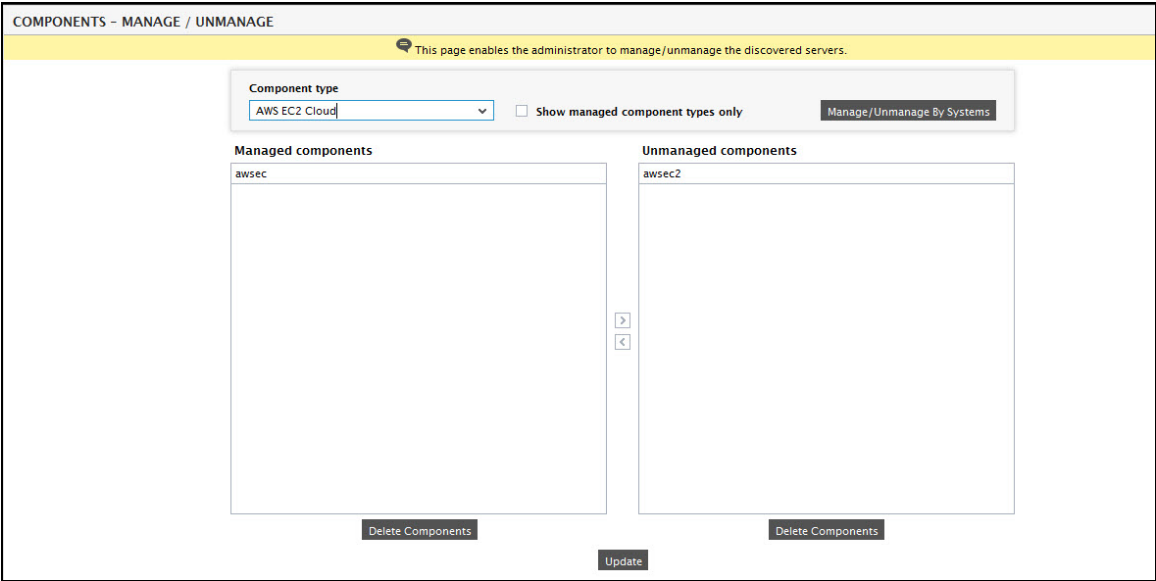 COMPONENTS - MANAGE / UNMANAGE
This page enables the administrator to manage/unmanage the discovered servers.
Component type
AWS EC2 Cloud
Show managed component types only
Manage/Unmanage By Systems
Managed components
Unmanaged components
awsec
awsec2
>
<
Delete Components
Delete Components
Update